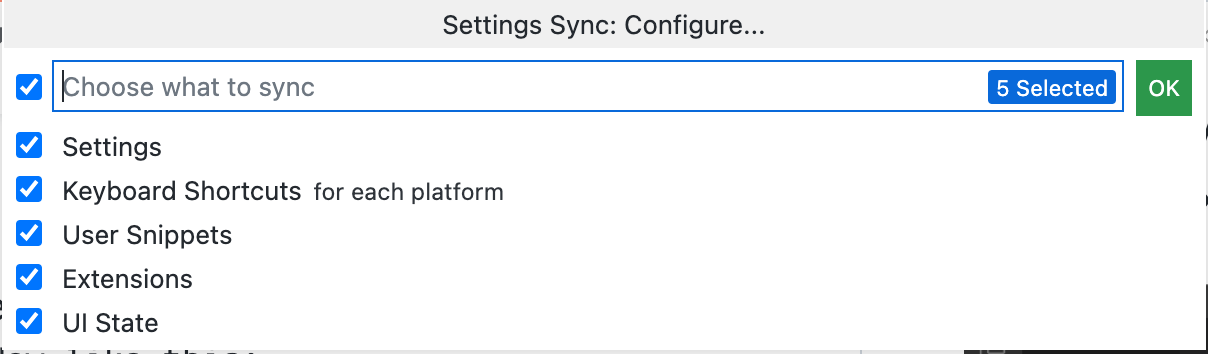 Settings Sync: Configure...
Choose what to sync
5 Selected
OK
Settings
Keyboard Shortcuts for each platform
User Snippets
Extensions
UI State